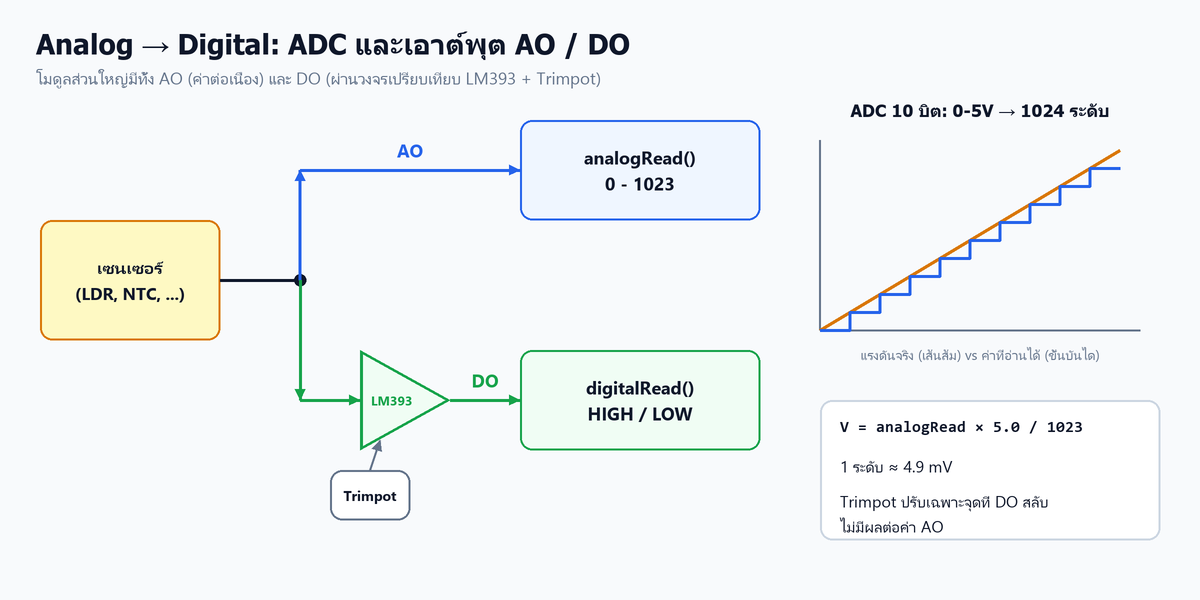 Analog → Digital: ADC และเอาต์พุต AO / DO
โมดูลส่วนใหญ่มีทั้ง AO (ค่าต่อเนื่อง) และ DO (ผ่านวงจรเปรียบเทียบ LM393 + Trimpot)
ADC 10 บิต: 0-5V → 1024 ระดับ
AO
analogRead()
0 - 1023
เซนเซอร์
(LDR, NTC, ...)
แรงดันจริง (เส้นส้ม) vs ค่าที่อ่านได้ (ขั้นบันได)
DO
LM393
digitalRead()
HIGH / LOW
Trimpot
V = analogRead × 5.0 / 1023
1 ระดับ ≈ 4.9 mV
Trimpot ปรับเฉพาะจุดที่ DO สลับ
ไม่มีผลต่อค่า AO